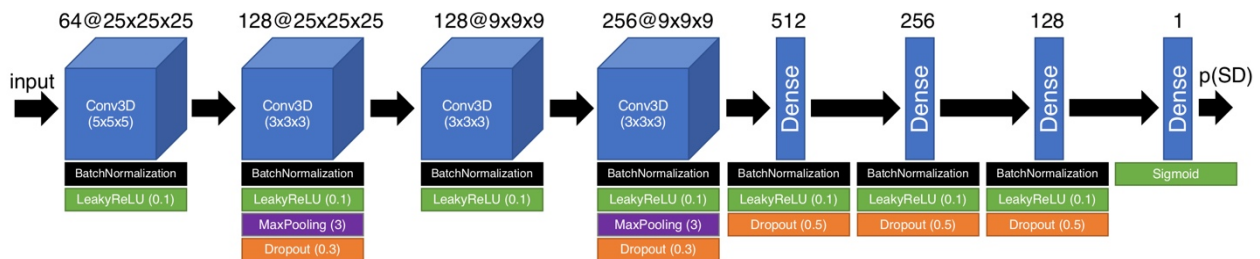 64@25x25x25
128@25x25x25
128@9x9x9
256@9x9x9
512
256
128
1
input
Conv3D
(5x5x5)
Conv3D
(3x3x3)
Conv3D
(3x3x3)
Conv3D
(3x3x3)
Dense
Dense
Dense
Dense
p(SD)
BatchNormalization
LeakyReLU (0.1)
BatchNormalization
LeakyReLU (0.1)
MaxPooling (3)
Dropout (0.3)
BatchNormalization
LeakyReLU (0.1)
BatchNormalization
LeakyReLU (0.1)
MaxPooling (3)
Dropout (0.3)
BatchNormalization
LeakyReLU (0.1)
Dropout (0.5)
BatchNormalization
LeakyReLU (0.1)
Dropout (0.5)
BatchNormalization
LeakyReLU (0.1)
Dropout (0.5)
Sigmoid